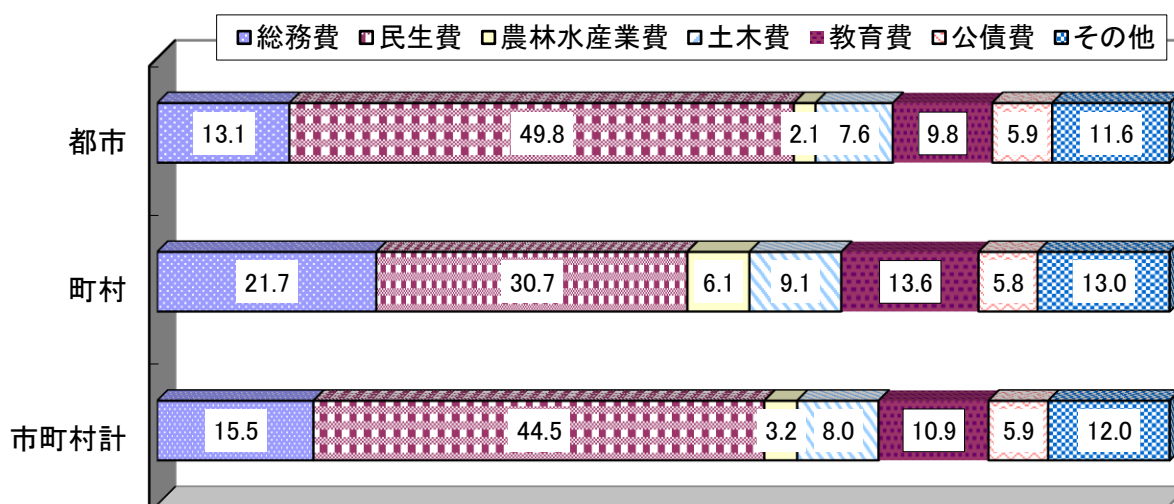 総務費 民生費 農林水産業費 土木費 教育費 公債費 その他
都市 13.1 49.8 2.1 7.6 9.8 5.9 11.6
町村 21.7 30.7 6.1 9.1 13.6 5.8 13.0
市町村計 15.5 44.5 3.2 8.0 10.9 5.9 12.0